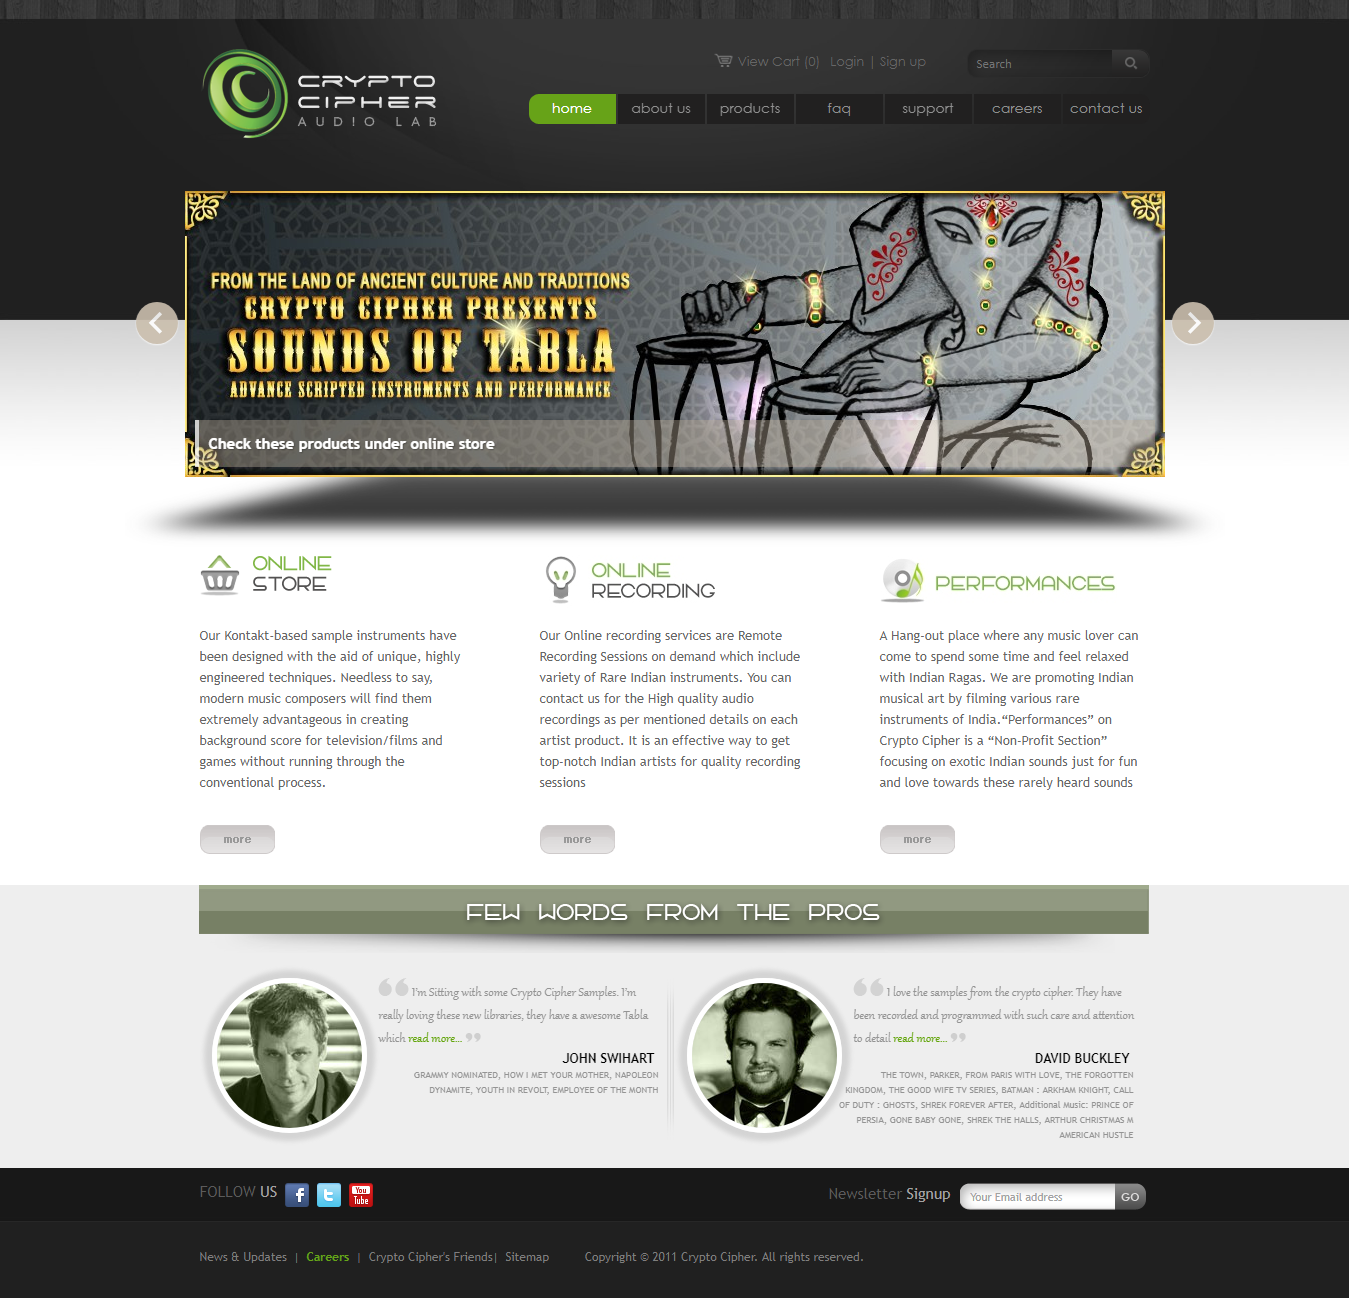 View Cart (0) Login | Sign up
Search
CRYPTO
CIPHER
AUD!O LAB
home about us products faq support careers contact us
FROM THE LAND OF ANCIENT CULTURE AND TRADITIONS
CRYPTO CIPHER PRESENTS
SOUNDS OF TABLA
ADVANCE SCRIPTED INSTRUMENTS AND PERFORMANCE
Check these products under online store
ONLINE
STORE
Our Kontakt-based sample instruments have
been designed with the aid of unique, highly
engineered techniques. Needless to say,
modern music composers will find them
extremely advantageous in creating
background score for television/films and
games without running through the
conventional process.
more
ONLINE
RECORDING
Our Online recording services are Remote
Recording Sessions on demand which include
variety of Rare Indian instruments. You can
contact us for the High quality audio
recordings as per mentioned details on each
artist product. It is an effective way to get
top-notch Indian artists for quality recording
sessions
more
PERFORMANCES
A Hang-out place where any music lover can
come to spend some time and feel relaxed
with Indian Ragas. We are promoting Indian
musical art by filming various rare
instruments of India.“Performances” on
Crypto Cipher is a “Non-Profit Section”
focusing on exotic Indian sounds just for fun
and love towards these rarely heard sounds
more
FEW WORDS FROM THE PROS
“ I'm Sitting with some Crypto Cipher Samples. I'm
really loving these new libraries, they have a awesome Tabla
which read more... ”
JOHN SWIHART
GRAMMY NOMINATED, HOW I MET YOUR MOTHER, NAPOLEON
DYNAMITE, YOUTH IN REVOLT, EMPLOYEE OF THE MONTH
“ I love the samples from the crypto cipher. They have
been recorded and programmed with such care and attention
to detail read more... ”
DAVID BUCKLEY
THE TOWN, PARKER, FROM PARIS WITH LOVE, THE FORGOTTEN
KINGDOM, THE GOOD WIFE TV SERIES, BATMAN : ARKHAM KNIGHT, CALL
OF DUTY : GHOSTS, SHREK FOREVER AFTER, Additional Music: PRINCE OF
PERSIA, GONE BABY GONE, SHREK THE HALLS, ARTHUR CHRISTMAS M
AMERICAN HUSTLE
FOLLOW US f t You Tube
Newsletter Signup Your Email address GO
News & Updates | Careers | Crypto Cipher's Friends| Sitemap Copyright © 2011 Crypto Cipher. All rights reserved.